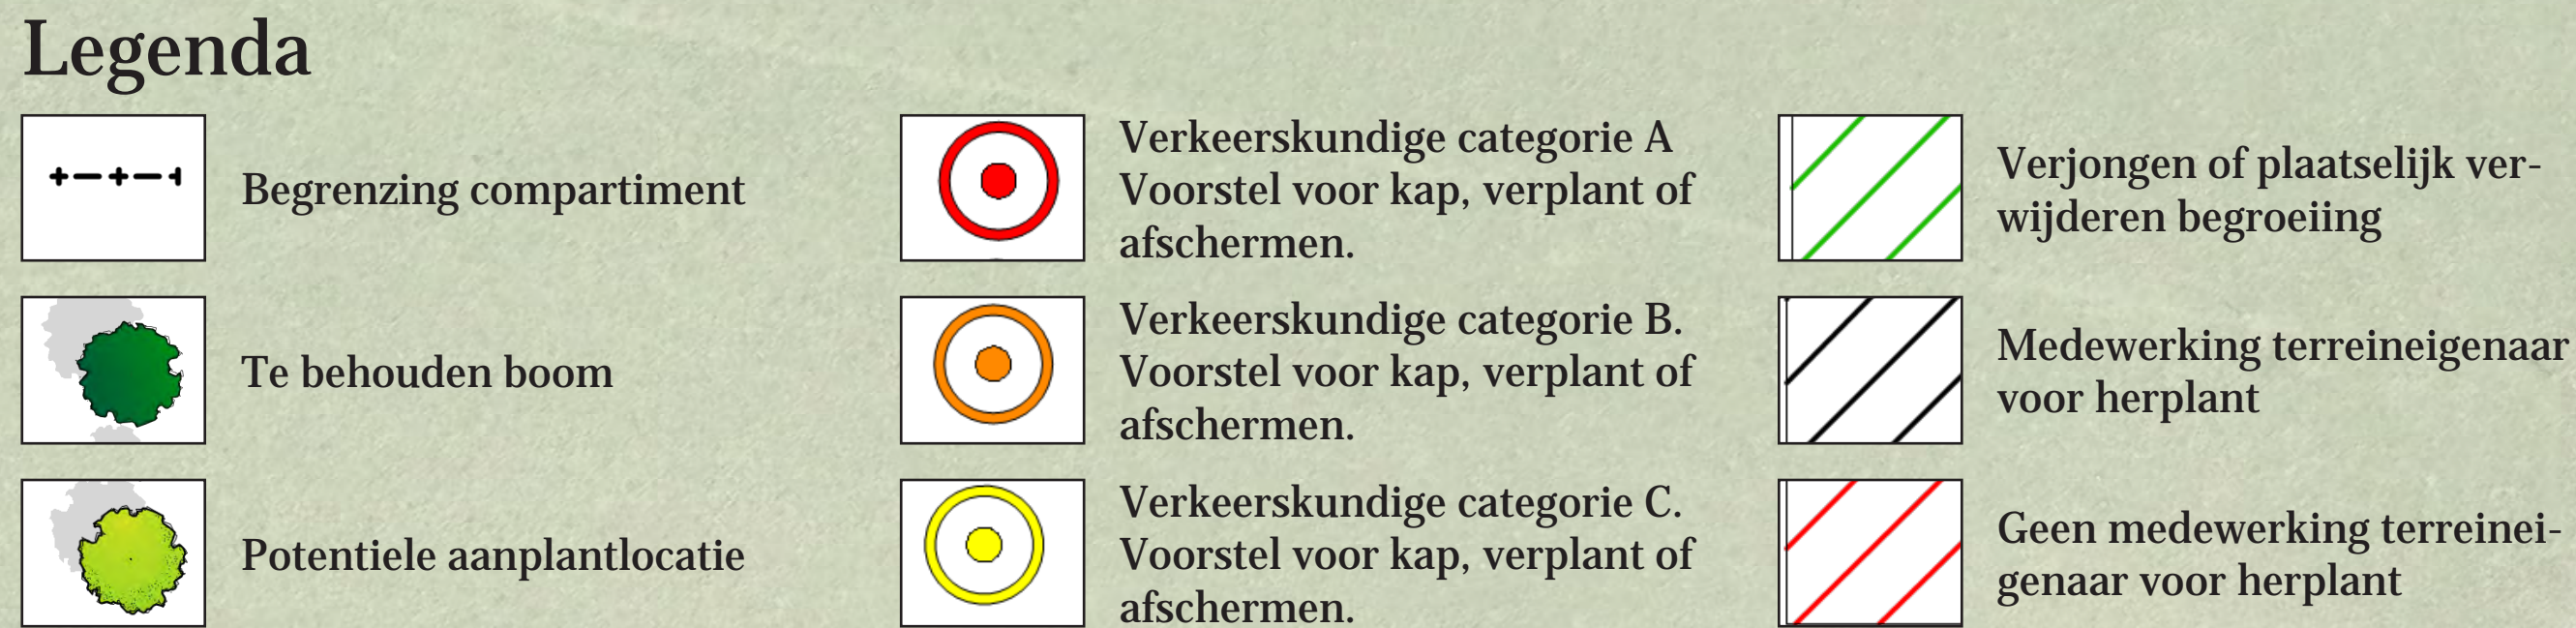 Legenda
Begrenzing compartiment
Te behouden boom
Potentiele aanplantlocatie
Verkeerskundige categorie A
Voorstel voor kap, verplant of
afschermen.
Verkeerskundige categorie B.
Voorstel voor kap, verplant of
afschermen.
Verkeerskundige categorie C.
Voorstel voor kap, verplant of
afschermen.
Verjongen of plaatselijk ver-
wijderen begroeiing
Medewerking terreineigenaar
voor herplant
Geen medewerking terreinei-
genaar voor herplant